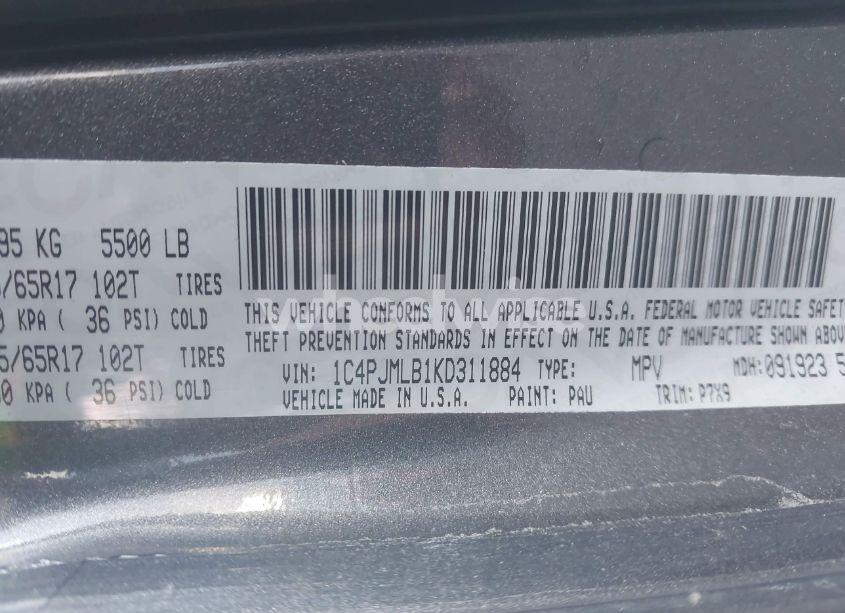 95 KG 5500 LB
/65R17 102T TIRES
0 KPA ( 36 PSI) COLD
5/65R17 102T TIRES
0 KPA ( 36 PSI) COLD
THIS VEHICLE CONFORMS TO ALL APPLICABLE U.S.A. FEDERAL MOTOR VEHICLE SAFET
THEFT PREVENTION STANDARDS IN EFFECT ON THE DATE OF MANUFACTURE SHOWN ABOV
VIN: 1C4PJMLB1KD311884 TYPE: MPV MDH:091923 5
VEHICLE MADE IN U.S.A. PAINT: PAU TRIM: P7X9